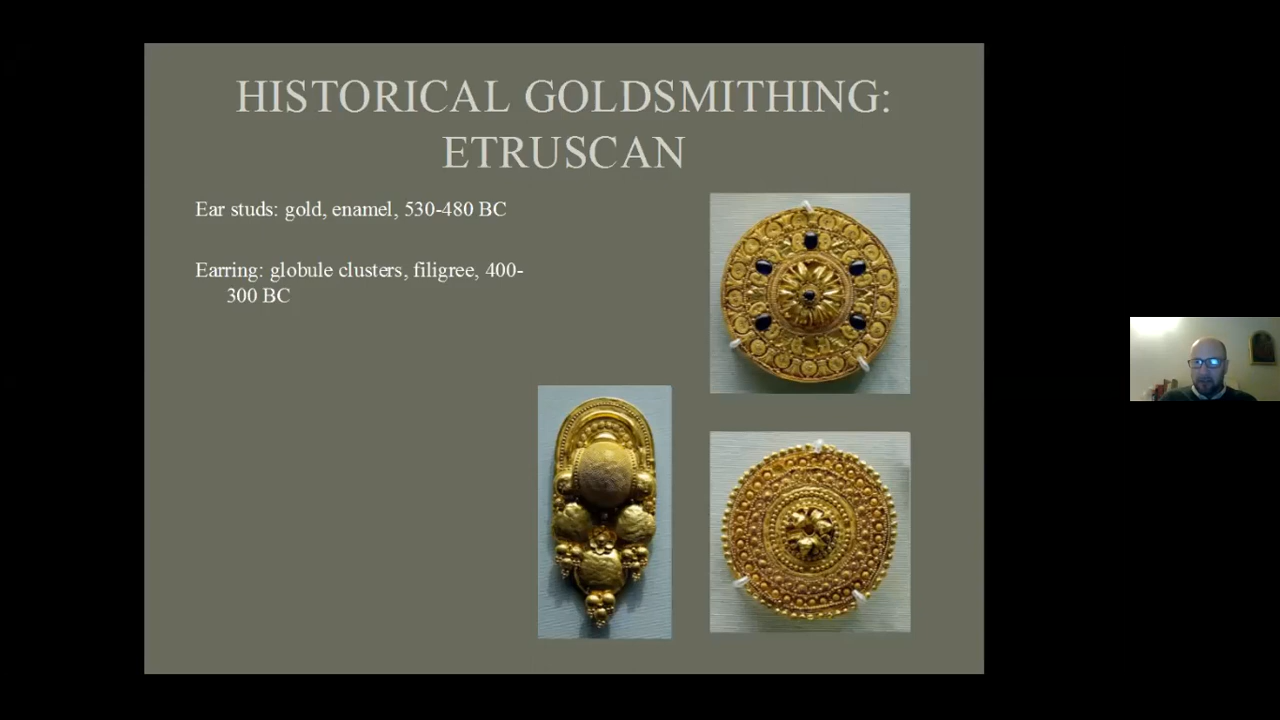 HISTORICAL GOLDSMITHING:
ETRUSCAN
Ear studs: gold, enamel, 530-480 BC
Earring: globule clusters, filigree, 400-
300 BC